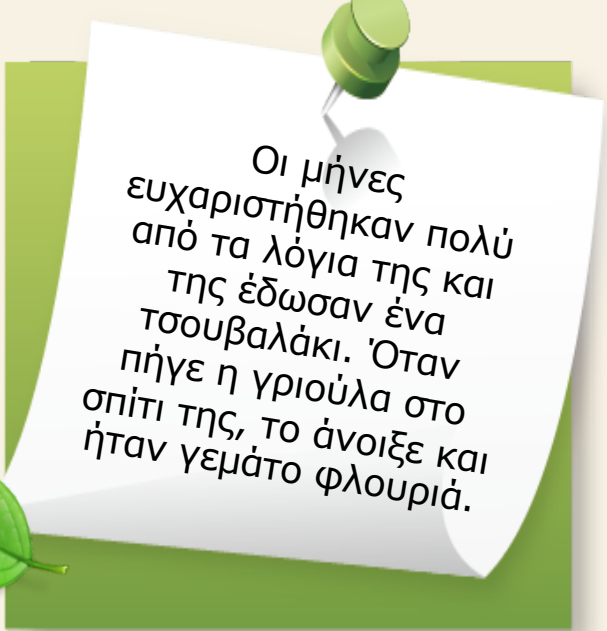 Οι μήνες
ευχαριστήθηκαν πολύ
από τα λόγια της και
της έδωσαν ένα
τσουβαλάκι. Όταν
πήγε η γριούλα στο
σπίτι της, το άνοιξε και
ήταν γεμάτο φλουριά.